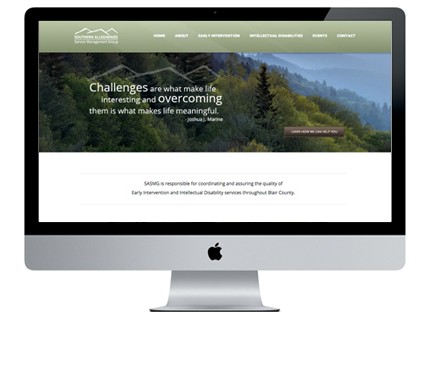 SOUTHERN ALLEGHENIES
Service Management Group
HOME ABOUT EARLY INTERVENTION INTELLECTUAL DISABILITIES EVENTS CONTACT
Challenges are what make life
interesting and overcoming
them is what makes life meaningful.
- Joshua J. Marine
LEARN HOW WE CAN HELP YOU
SASMG is responsible for coordinating and assuring the quality of
Early Intervention and Intellectual Disability services throughout Blair County.